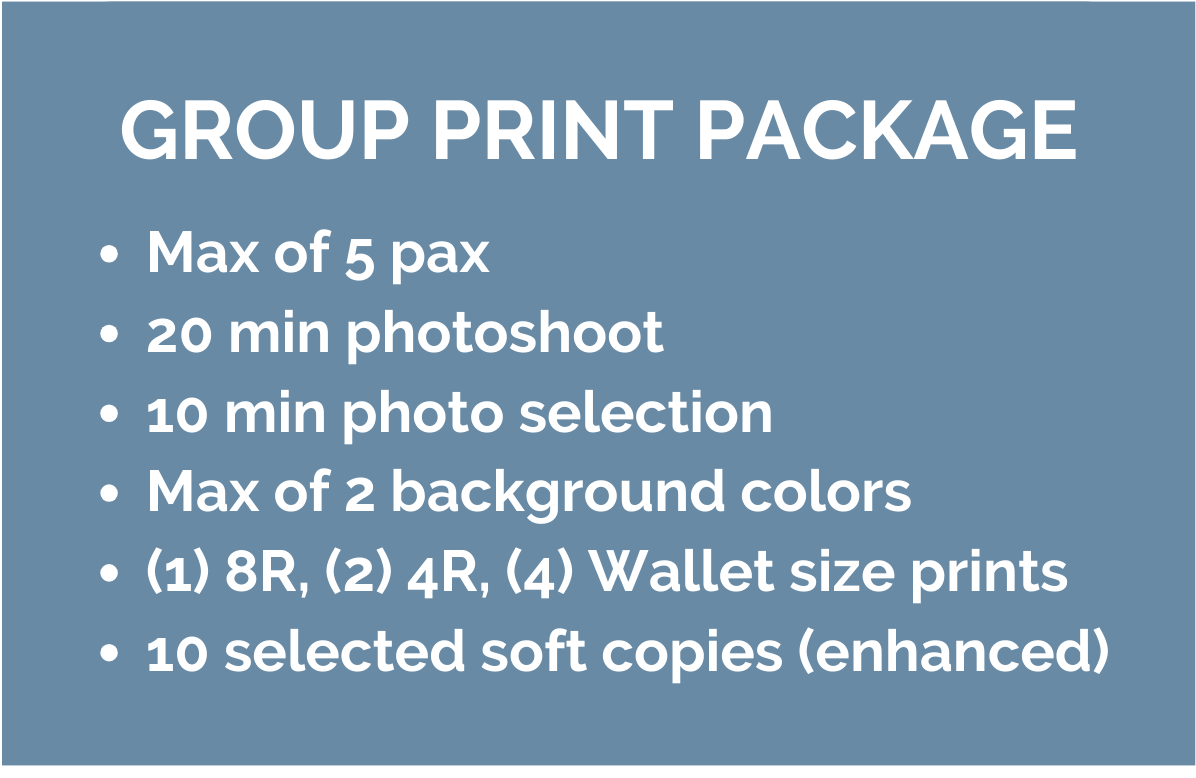 GROUP PRINT PACKAGE
• Max of 5 pax
• 20 min photoshoot
• 10 min photo selection
• Max of 2 background colors
• (1) 8R, (2) 4R, (4) Wallet size prints
• 10 selected soft copies (enhanced)